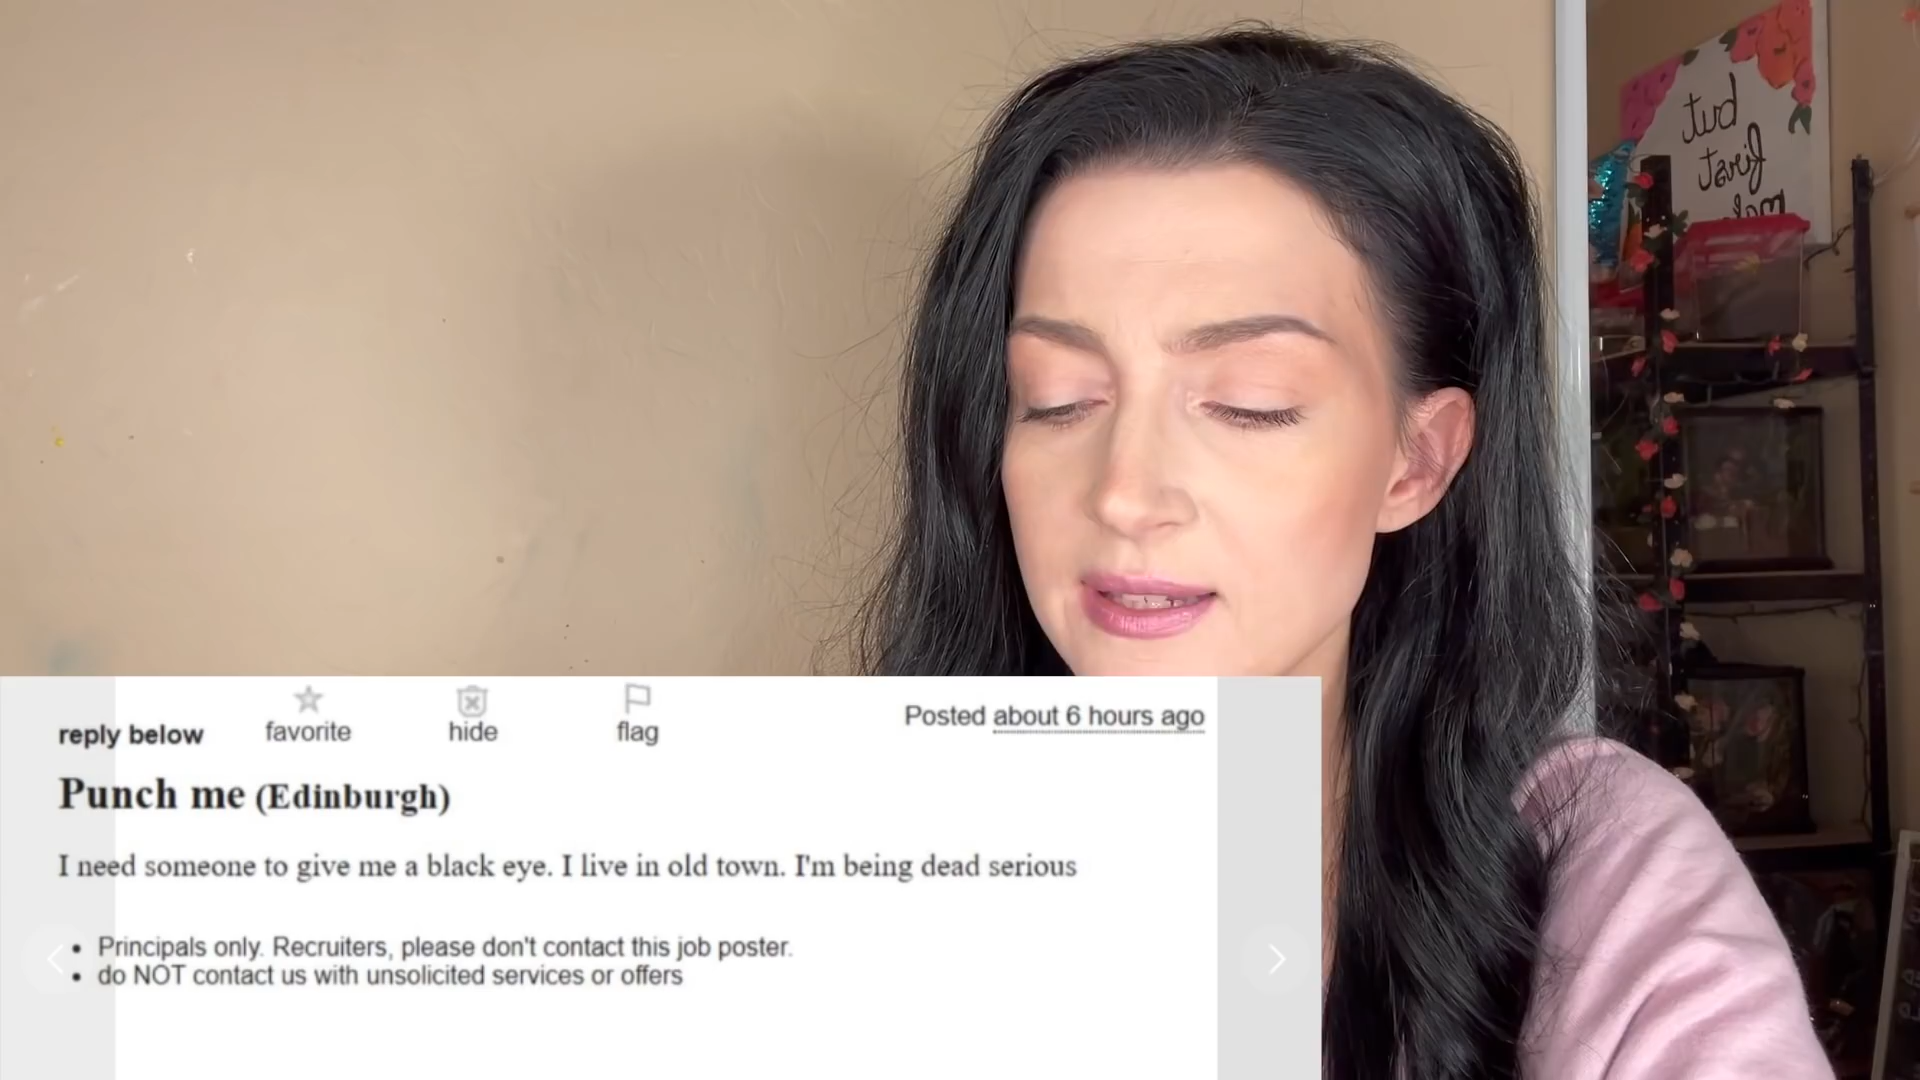 but
first
reply below
favorite
hide
flag
Posted about 6 hours ago
Punch me (Edinburgh)
I need someone to give me a black eye. I live in old town. I'm being dead serious
• Principals only. Recruiters, please don't contact this job poster.
• do NOT contact us with unsolicited services or offers